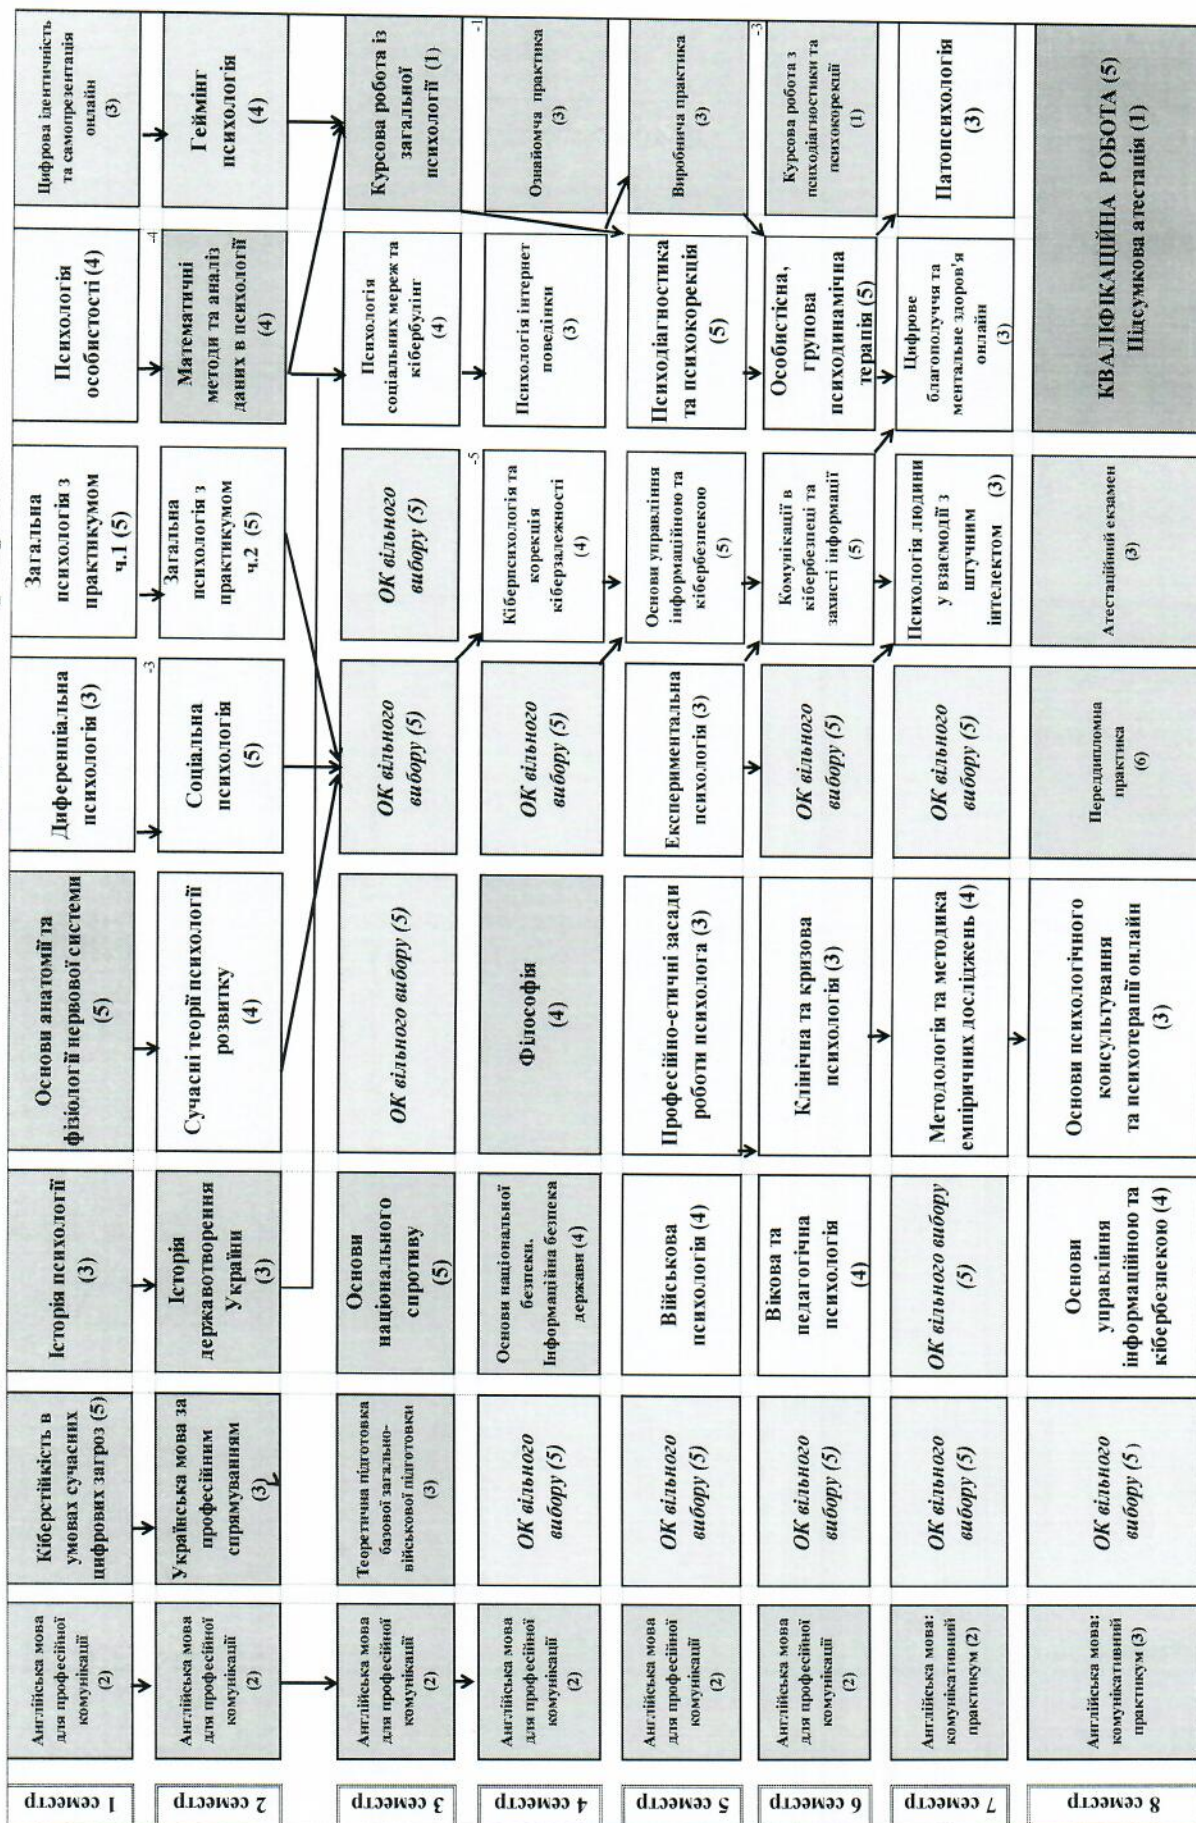 1 семестр
Англійська мова
для професійної
комунікації
(2)
Кіберстійкість в
умовах сучасних
цифрових загроз (5)
Історія психології
(3)
Основи анатомії та
фізіології нервової системи
(5)
Диференціальна
психологія (3)
Загальна
психологія з
практикумом
ч.1 (5)
Психологія
особистості (4)
Цифрова ідентичність
та самопрезентація
онлайн
(3)
2 семестр
Англійська мова
для професійної
комунікації
(2)
Українська мова за
професійним
спрямуванням
(3)
Історія
державотворення
України
(3)
Сучасні теорії психології
розвитку
(4)
-3
Соціальна
психологія
(5)
Загальна
психологія з
практикумом
ч.2 (5)
-4
Математичні
методи та аналіз
даних в психології
(4)
Геймінг
психологія
(4)
3 семестр
Англійська мова
для професійної
комунікації
(2)
Теоретична підготовка
базової загально-
військової підготовки
(3)
Основи
національного
спротиву
(5)
ОК вільного вибору (5)
ОК вільного
вибору (5)
ОК вільного
вибору (5)
Психологія
соціальних мереж та
кібербулінг
(4)
Курсова робота із
загальної
психології (1)
4 семестр
Англійська мова
для професійної
комунікації
(2)
ОК вільного
вибору (5)
Основи національної
безпеки.
Інформаційна безпека
держави (4)
Філософія
(4)
ОК вільного
вибору (5)
-5
Кіберпсихологія та
корекція
кіберзалежності
(4)
Психологія інтернет
поведінки
(3)
-1
Ознайомча практика
(3)
5 семестр
Англійська мова
для професійної
комунікації
(2)
ОК вільного
вибору (5)
Військова
психологія (4)
Професійно-етичні засади
роботи психолога (3)
Експериментальна
психологія (3)
Основи управління
інформаційною та
кібербезпекою
(5)
Психодіагностика
та психокорекція
(5)
Виробнича практика
(3)
6 семестр
Англійська мова
для професійної
комунікації
(2)
ОК вільного
вибору (5)
Вікова та
педагогічна
психологія
(4)
Клінічна та кризова
психологія (3)
ОК вільного
вибору (5)
Комунікації в
кібербезпеці та
захисті інформації
(5)
Особистісна,
групова
психодинамічна
терапія (5)
-3
Курсова робота з
психодіагностики та
психокорекції
(1)
7 семестр
Англійська мова:
комунікативний
практикум (2)
ОК вільного
вибору (5)
ОК вільного вибору
(5)
Методологія та методика
емпіричних досліджень (4)
ОК вільного
вибору (5)
Психологія людини
у взаємодії з
штучним
інтелектом (3)
Цифрове
благополуччя та
ментальне здоров'я
онлайн
(3)
Патопсихологія
(3)
8 семестр
Англійська мова:
комунікативний
практикум (3)
ОК вільного
вибору (5 )
Основи
управління
інформаційною та
кібербезпекою (4)
Основи психологічного
консультування
та психотерапії онлайн
(3)
Переддипломна
практика
(6)
Атестаційний екзамен
(3)
КВАЛІФІКАЦІЙНА РОБОТА (5)
Підсумкова атестація (1)